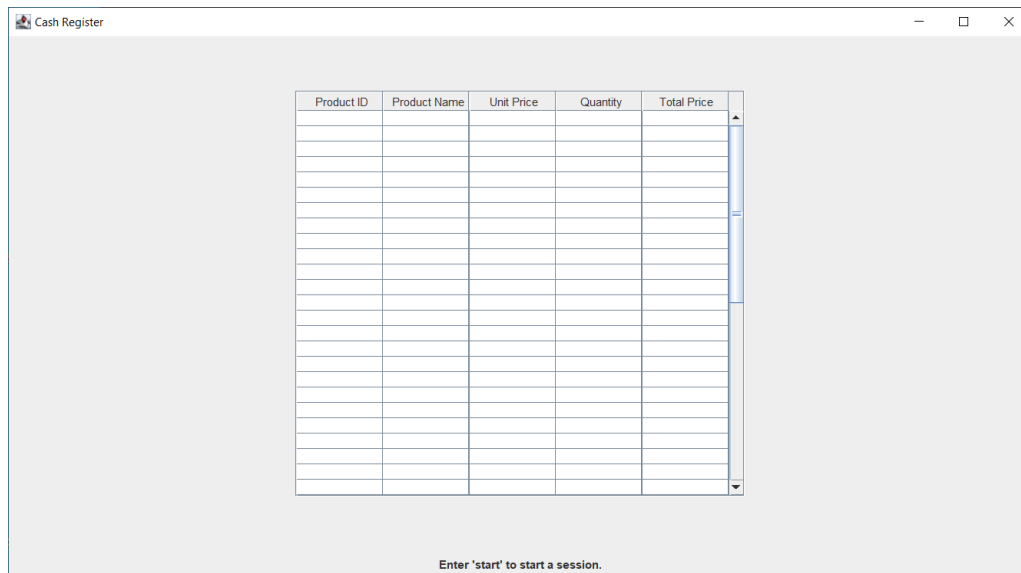 Cash Register
Product ID Product Name Unit Price Quantity Total Price
Enter 'start' to start a session.